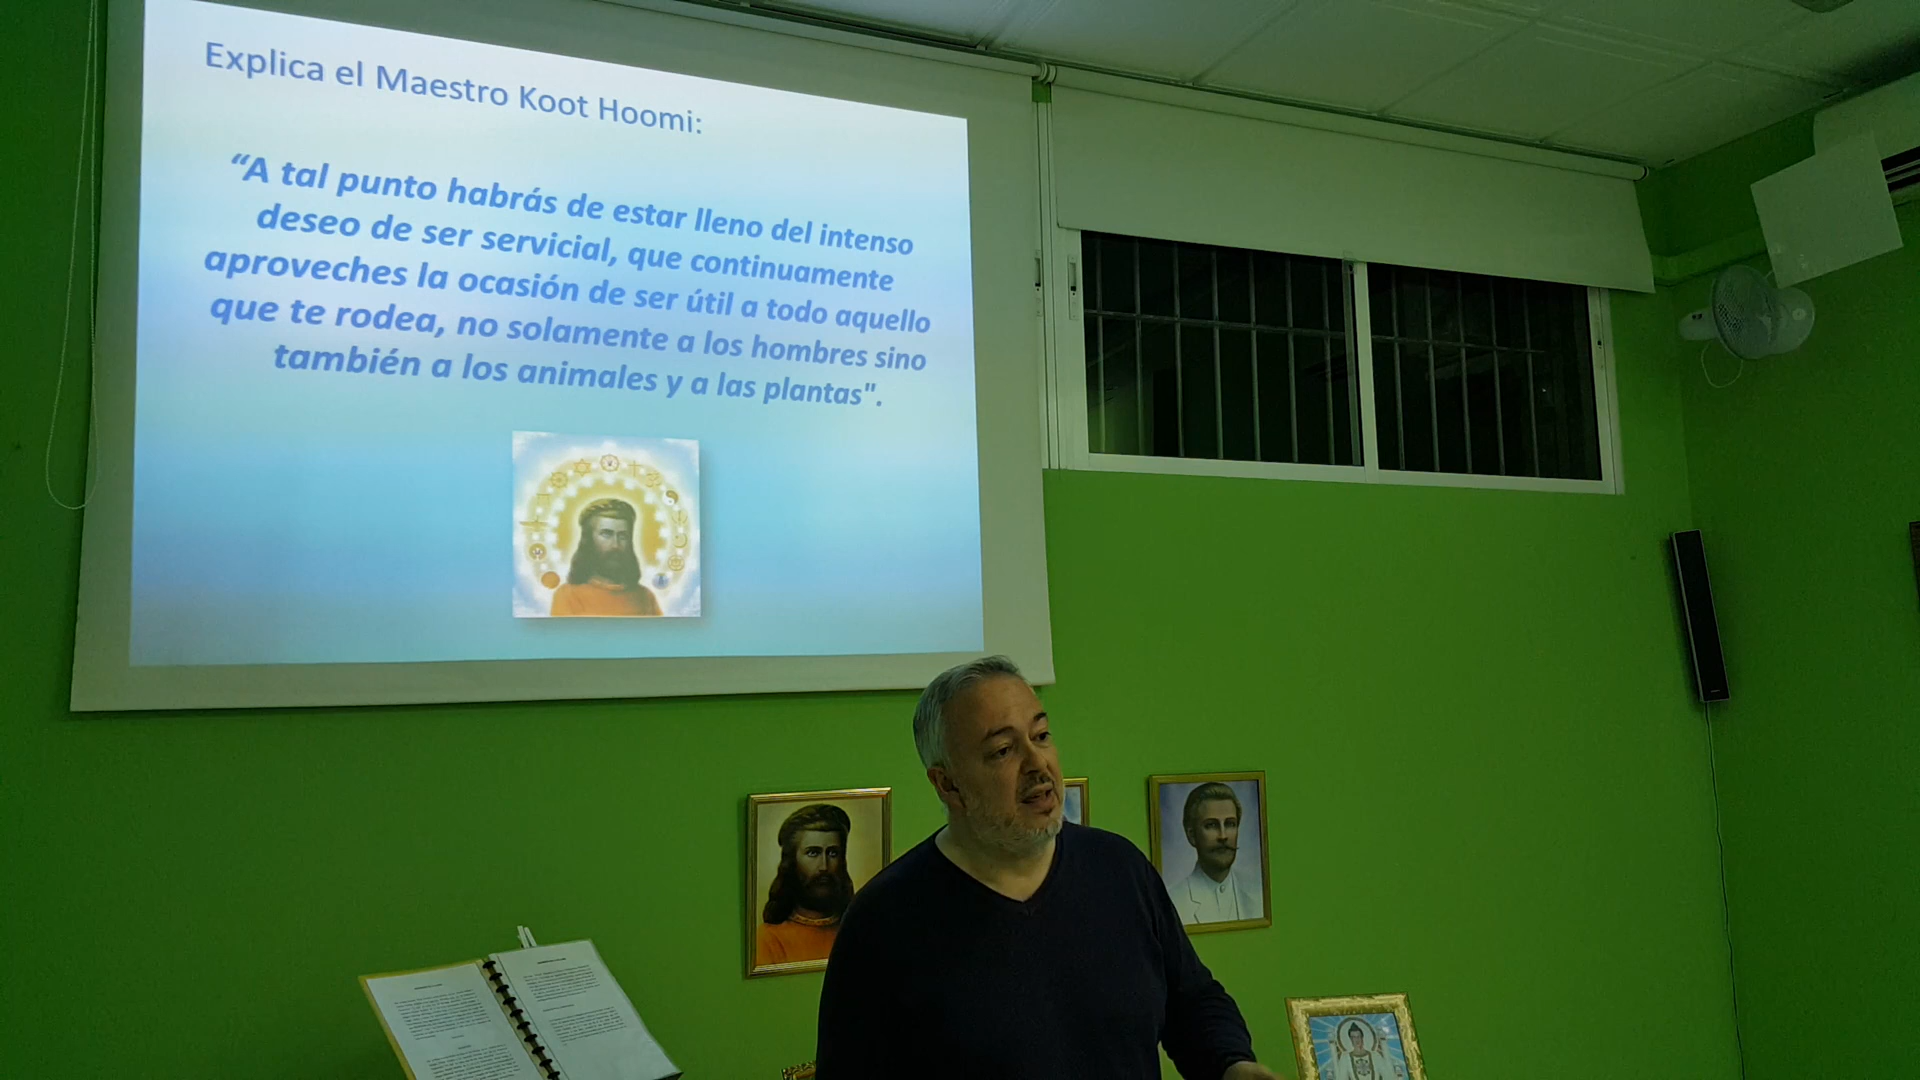 Explica el Maestro Koot Hoomi:
“A tal punto habrás de estar lleno del intenso
deseo de ser servicial, que continuamente
aproveches la ocasión de ser útil a todo aquello
que te rodea, no solamente a los hombres sino
también a los animales y a las plantas".